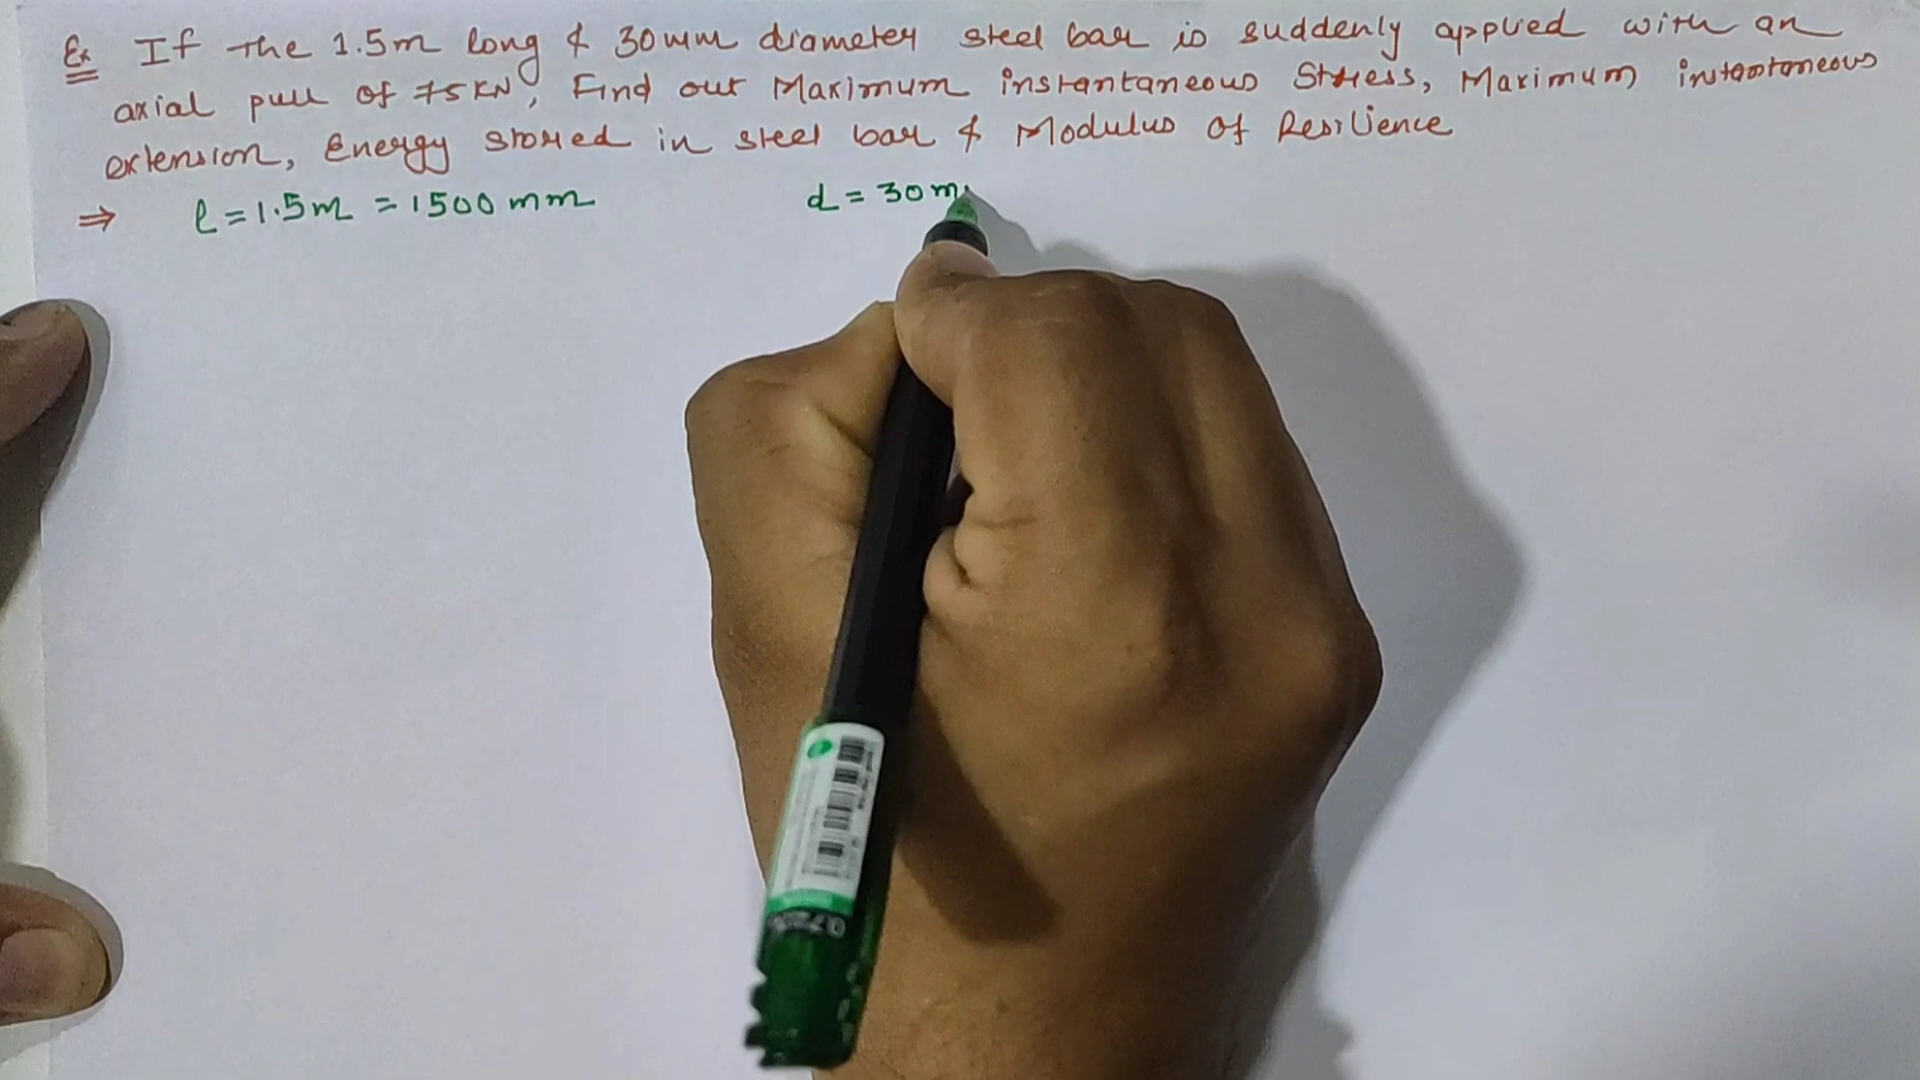 Ex If the 1.5m long & 30mm diameter steel bar is suddenly applied with an
axial pull of 75KN, Find out Maximum instantaneous Stress, Maximum instantaneous
extension, Energy stored in steel bar & Modulus of Resilience
⇒ l = 1.5m = 1500 mm d = 30 m